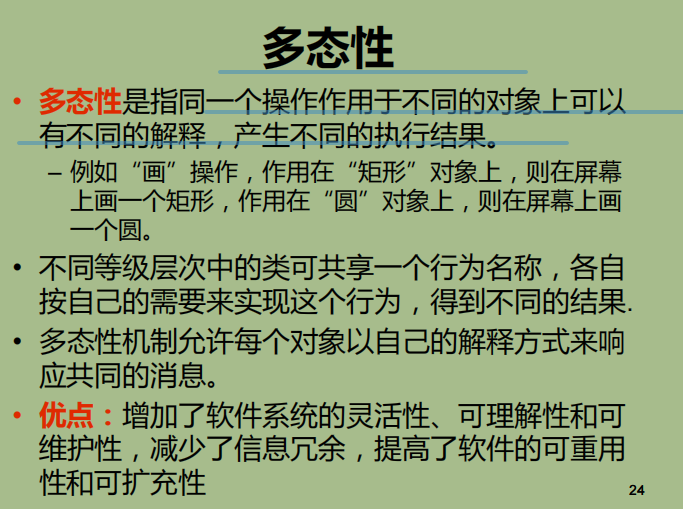 多态性
• 多态性是指同一个操作作用于不同的对象上可以
有不同的解释，产生不同的执行结果。
– 例如“画”操作，作用在“矩形”对象上，则在屏幕
上画一个矩形，作用在“圆”对象上，则在屏幕上画
一个圆。
• 不同等级层次中的类可共享一个行为名称，各自
按自己的需要来实现这个行为，得到不同的结果.
• 多态性机制允许每个对象以自己的解释方式来响
应共同的消息。
• 优点：增加了软件系统的灵活性、可理解性和可
维护性，减少了信息冗余，提高了软件的可重用
性和可扩充性
24